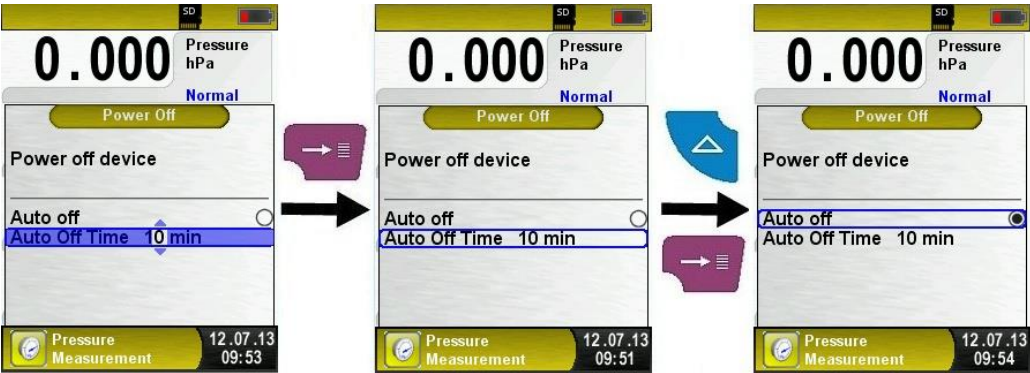 SD
0.000 Pressure
hPa
Normal
Power Off
Power off device
Auto off
Auto Off Time 10 min
Pressure
Measurement
12.07.13
09:53
SD
0.000 Pressure
hPa
Normal
Power Off
Power off device
Auto off
Auto Off Time 10 min
Pressure
Measurement
12.07.13
09:51
SD
0.000 Pressure
hPa
Normal
Power Off
Power off device
Auto off
Auto Off Time 10 min
Pressure
Measurement
12.07.13
09:54